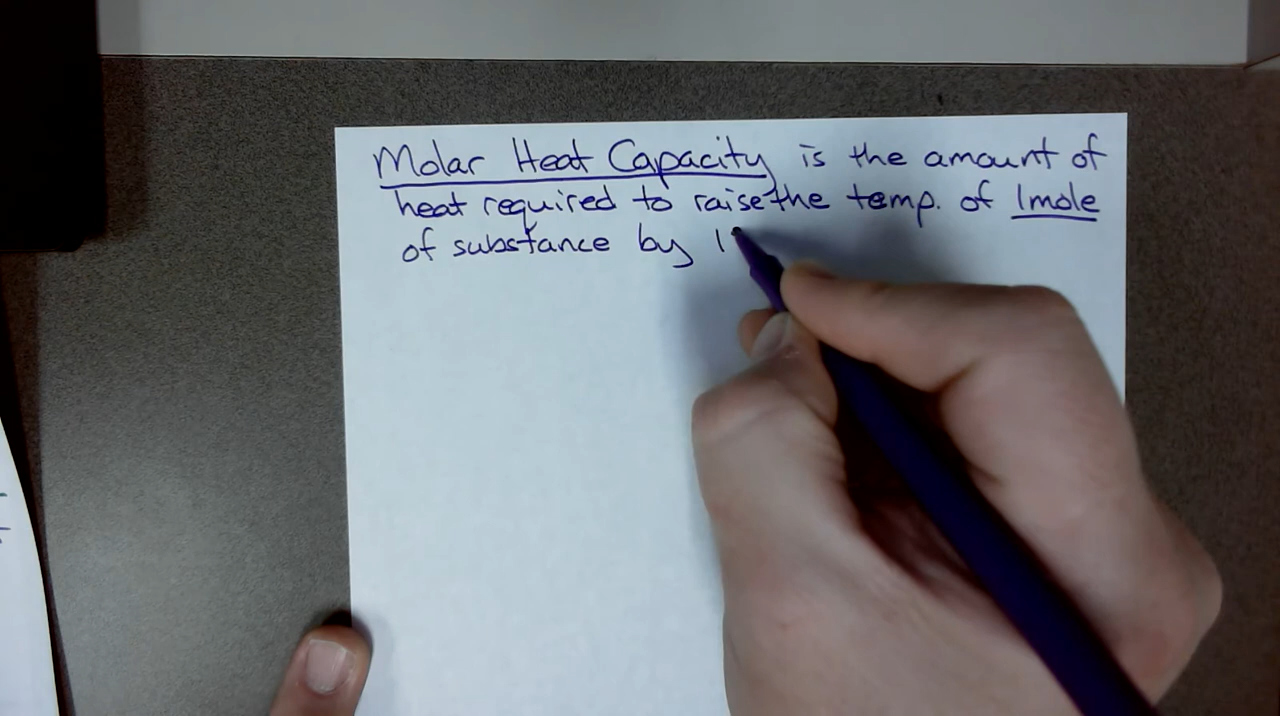 Molar Heat Capacity is the amount of
heat required to raise the temp. of 1mole
of substance by 1